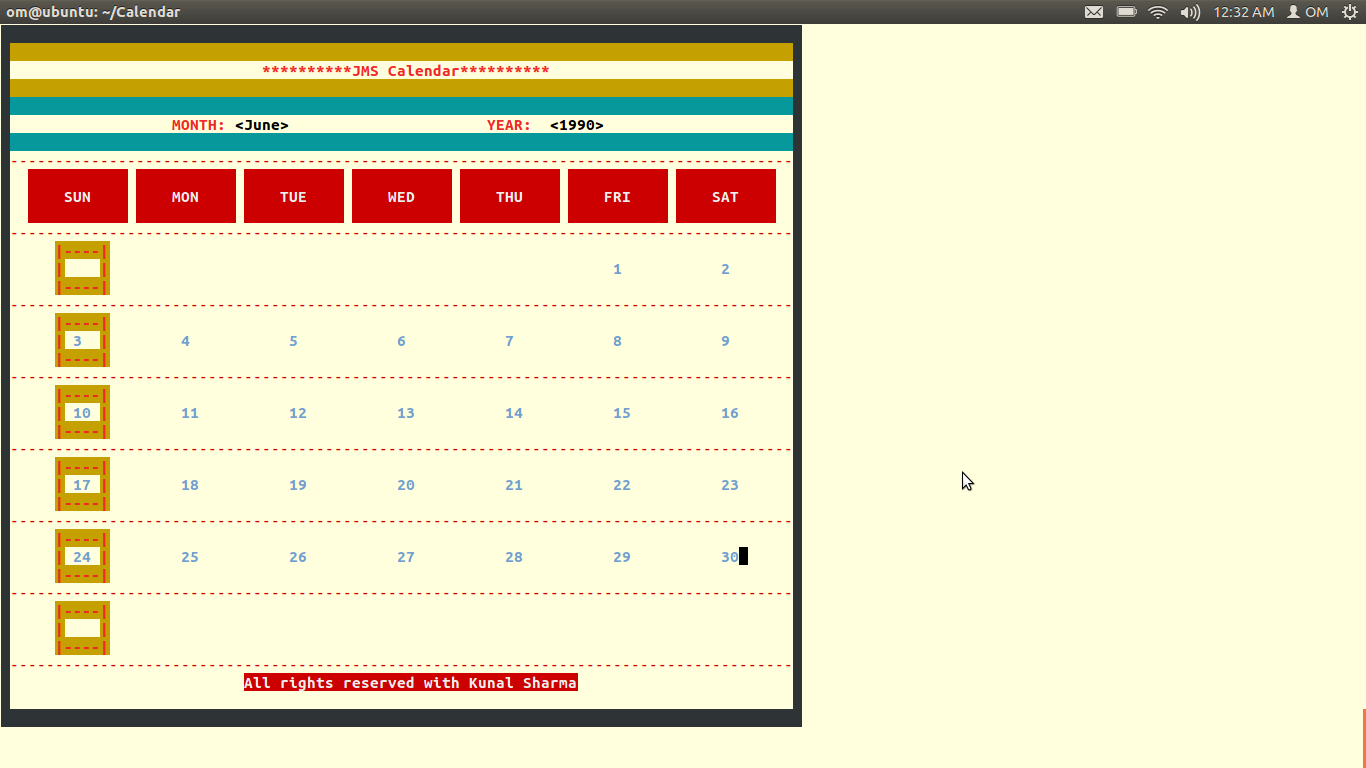 om@ubuntu: ~/Calendar 12:32 AM OM
**********JMS Calendar**********
MONTH: <June> YEAR: <1990>
SUN MON TUE WED THU FRI SAT
1 2
3 4 5 6 7 8 9
10 11 12 13 14 15 16
17 18 19 20 21 22 23
24 25 26 27 28 29 30
All rights reserved with Kunal Sharma